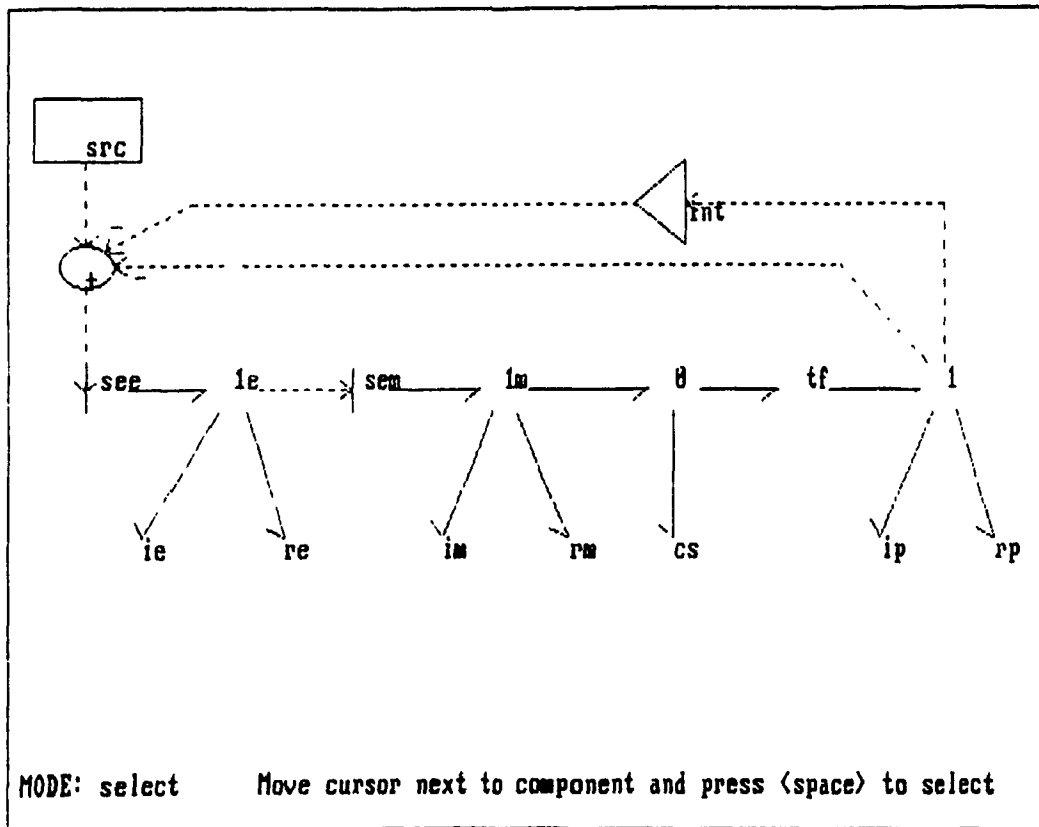 src
rnt
-
-
+
see 1e sem 1m 0 tf 1
ie re im rm cs ip rp
MODE: select Move cursor next to component and press <space> to select